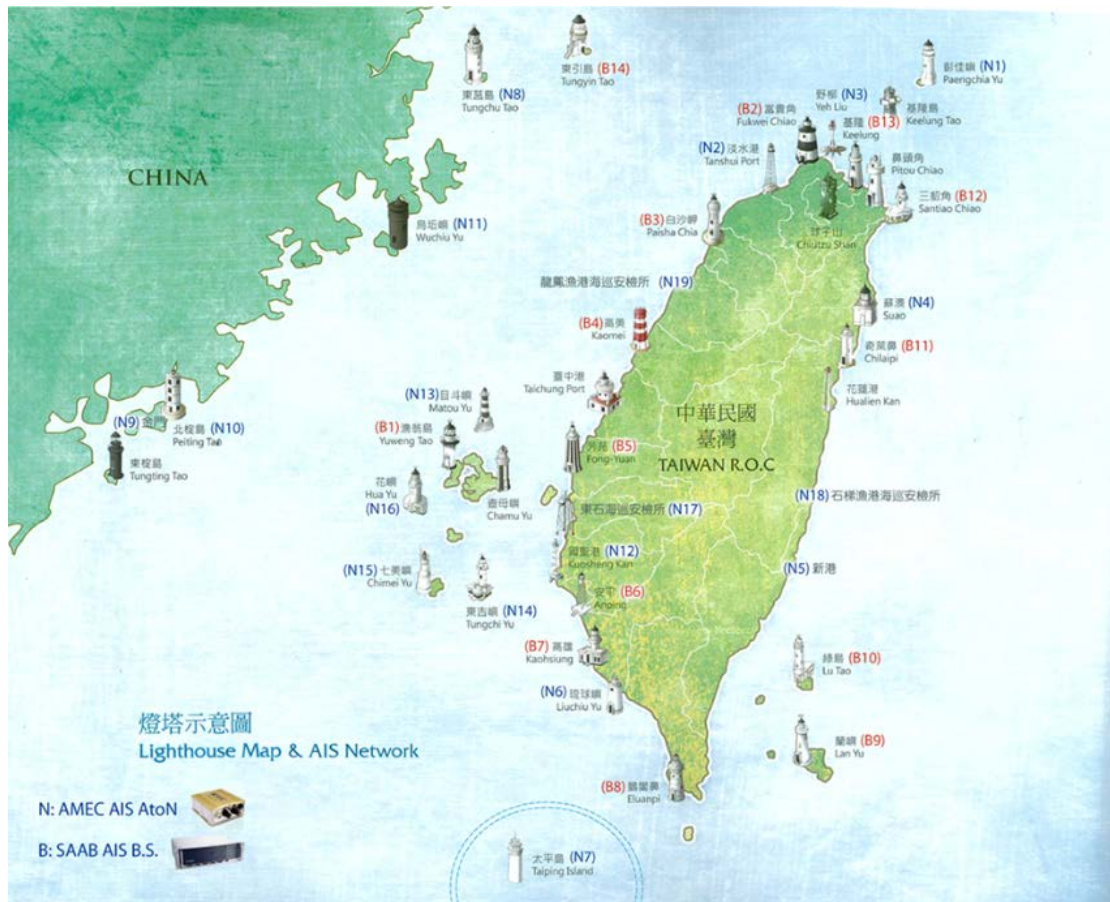 東莒島 (N8)
Tungchu Tao
東引島 (B14)
Tungyin Tao
彭佳嶼 (N1)
Paengchia Yu
野柳 (N3)
Yeh Liu
基隆島
Keelung Tao
(B2) 富貴角
Fukwei Chiao
基隆 (B13)
Keelung
(N2) 淡水港
Tanshui Port
鼻頭角
Pitou Chiao
三貂角 (B12)
Santiao Chiao
CHINA
烏坵嶼 (N11)
Wuchiu Yu
(B3) 白沙岬
Paisha Chia
球子山
Chiutzu Shan
龍鳳漁港海巡安檢所 (N19)
蘇澳 (N4)
Suao
(B4) 高美
Kaomei
奇萊鼻 (B11)
Chilaipi
臺中港
Taichung Port
花蓮港
Hualien Kan
(N13) 目斗嶼
Matou Yu
中華民國
臺灣
TAIWAN R.O.C
(N9) 金門
北椗島 (N10)
Peiting Tao
(B1) 漁翁島
Yuweng Tao
芳苑 (B5)
Fong-Yuan
東椗島
Tungting Tao
花嶼
Hua Yu
(N16)
查母嶼
Chamu Yu
(N18) 石梯漁港海巡安檢所
東石海巡安檢所 (N17)
國聖港 (N12)
Kuosheng Kan
(N15) 七美嶼
Chimei Yu
(N5) 新港
東吉嶼 (N14)
Tungchi Yu
安平 (B6)
Anping
(B7) 高雄
Kaohsiung
綠島 (B10)
Lu Tao
(N6) 琉球嶼
Liuchiu Yu
燈塔示意圖
Lighthouse Map & AIS Network
蘭嶼 (B9)
Lan Yu
(B8) 鵝鑾鼻
Eluanpi
N: AMEC AIS AtoN
B: SAAB AIS B.S.
太平島 (N7)
Taiping Island